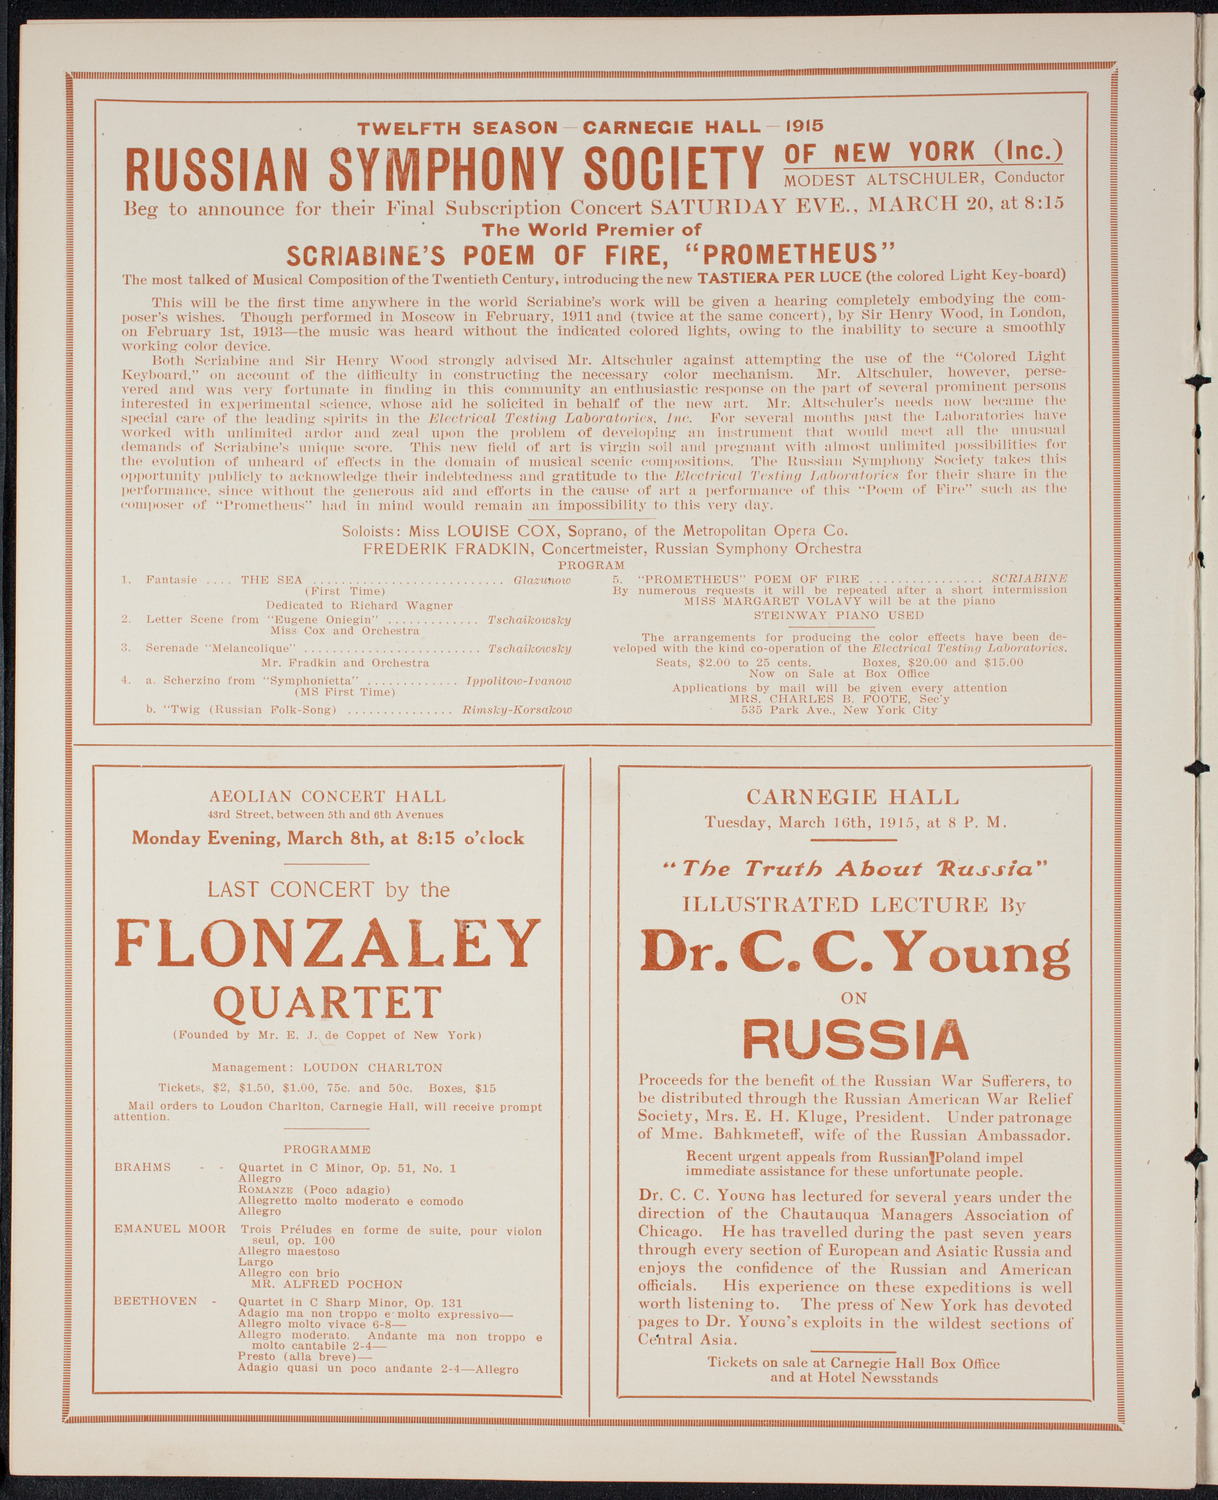 TWELFTH SEASON — CARNEGIE HALL — 1915
RUSSIAN SYMPHONY SOCIETY OF NEW YORK (Inc.)
MODEST ALTSCHULER, Conductor
Beg to announce for their Final Subscription Concert SATURDAY EVE., MARCH 20, at 8:15
The World Premier of
SCRIABINE'S POEM OF FIRE, "PROMETHEUS"
The most talked of Musical Composition of the Twentieth Century, introducing the new TASTIERA PER LUCE (the colored Light Key-board)
This will be the first time anywhere in the world Scriabine's work will be given a hearing completely embodying the com-
poser's wishes. Though performed in Moscow in February, 1911 and (twice at the same concert), by Sir Henry Wood, in London,
on February 1st, 1913—the music was heard without the indicated colored lights, owing to the inability to secure a smoothly
working color device.
Both Scriabine and Sir Henry Wood strongly advised Mr. Altschuler against attempting the use of the "Colored Light
Keyboard," on account of the difficulty in constructing the necessary color mechanism. Mr. Altschuler, however, perse-
vered and was very fortunate in finding in this community an enthusiastic response on the part of several prominent persons
interested in experimental science, whose aid he solicited in behalf of the new art. Mr. Altschuler's needs now became the
special care of the leading spirits in the Electrical Testing Laboratories, Inc. For several months past the Laboratories have
worked with unlimited ardor and zeal upon the problem of developing an instrument that would meet all the unusual
demands of Scriabine's unique score. This new field of art is virgin soil and pregnant with almost unlimited possibilities for
the evolution of unheard of effects in the domain of musical scenic compositions. The Russian Symphony Society takes this
opportunity publicly to acknowledge their indebtedness and gratitude to the Electrical Testing Laboratories for their share in the
performance, since without the generous aid and efforts in the cause of art a performance of this "Poem of Fire" such as the
composer of "Prometheus" had in mind would remain an impossibility to this very day.
Soloists: Miss LOUISE COX, Soprano, of the Metropolitan Opera Co.
FREDERIK FRADKIN, Concertmeister, Russian Symphony Orchestra
PROGRAM
1. Fantasie .... THE SEA ........................... Glazunow
(First Time)
Dedicated to Richard Wagner
2. Letter Scene from "Eugene Oniegin" ............. Tschaikowsky
Miss Cox and Orchestra
3. Serenade "Melancolique" ......................... Tschaikowsky
Mr. Fradkin and Orchestra
4. a. Scherzino from "Symphonietta" ............. Ippolitow-Ivanow
(MS First Time)
b. "Twig (Russian Folk-Song) ............... Rimsky-Korsakow
5. "PROMETHEUS" POEM OF FIRE ................ SCRIABINE
By numerous requests it will be repeated after a short intermission
MISS MARGARET VOLAVY will be at the piano
STEINWAY PIANO USED
The arrangements for producing the color effects have been de-
veloped with the kind co-operation of the Electrical Testing Laboratories.
Seats, $2.00 to 25 cents. Boxes, $20.00 and $15.00
Now on Sale at Box Office
Applications by mail will be given every attention
MRS. CHARLES B. FOOTE, Sec'y
535 Park Ave., New York City
AEOLIAN CONCERT HALL
43rd Street, between 5th and 6th Avenues
Monday Evening, March 8th, at 8:15 o'clock
LAST CONCERT by the
FLONZALEY
QUARTET
(Founded by Mr. E. J. de Coppet of New York)
Management: LOUDON CHARLTON
Tickets, $2, $1.50, $1.00, 75c. and 50c. Boxes, $15
Mail orders to Loudon Charlton, Carnegie Hall, will receive prompt
attention.
PROGRAMME
BRAHMS - - Quartet in C Minor, Op. 51, No. 1
Allegro
ROMANZE (Poco adagio)
Allegretto molto moderato e comodo
Allegro
EMANUEL MOOR Trois Préludes en forme de suite, pour violon
seul, op. 100
Allegro maestoso
Largo
Allegro con brio
MR. ALFRED POCHON
BEETHOVEN - Quartet in C Sharp Minor, Op. 131
Adagio ma non troppo e molto expressivo—
Allegro molto vivace 6-8—
Allegro moderato. Andante ma non troppo e
molto cantabile 2-4—
Presto (alla breve)—
Adagio quasi un poco andante 2-4—Allegro
CARNEGIE HALL
Tuesday, March 16th, 1915, at 8 P. M.
"The Truth About Russia"
ILLUSTRATED LECTURE By
Dr. C. C. Young
ON
RUSSIA
Proceeds for the benefit of the Russian War Sufferers, to
be distributed through the Russian American War Relief
Society, Mrs. E. H. Kluge, President. Under patronage
of Mme. Bahkmeteff, wife of the Russian Ambassador.
Recent urgent appeals from Russian Poland impel
immediate assistance for these unfortunate people.
Dr. C. C. YOUNG has lectured for several years under the
direction of the Chautauqua Managers Association of
Chicago. He has travelled during the past seven years
through every section of European and Asiatic Russia and
enjoys the confidence of the Russian and American
officials. His experience on these expeditions is well
worth listening to. The press of New York has devoted
pages to Dr. YOUNG's exploits in the wildest sections of
Central Asia.
Tickets on sale at Carnegie Hall Box Office
and at Hotel Newsstands